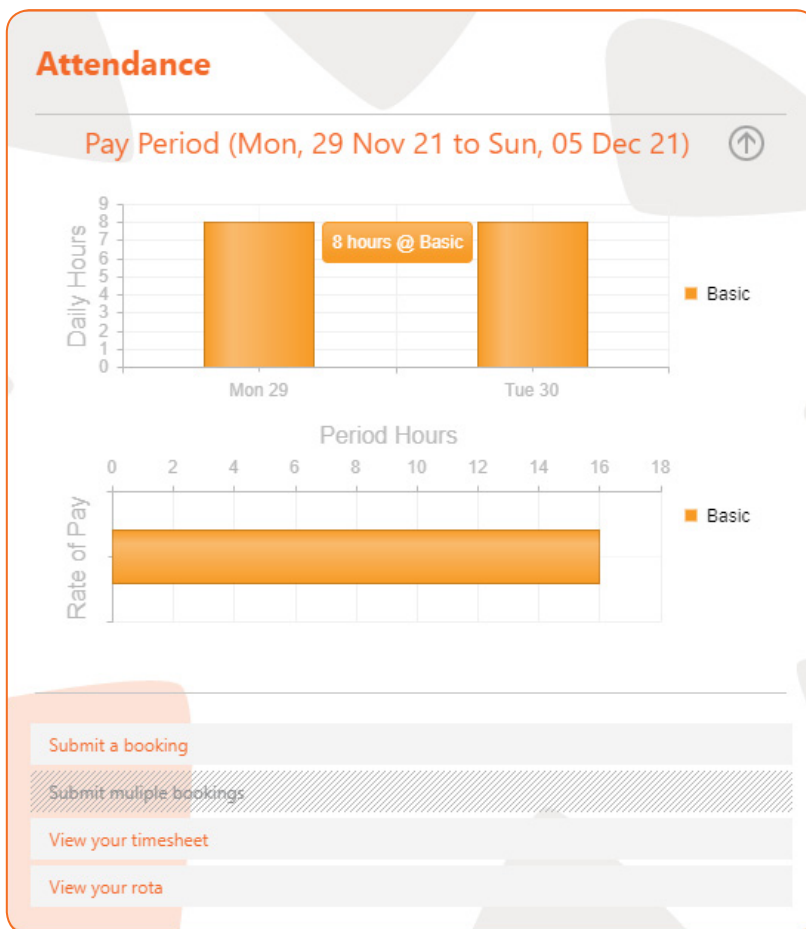 Attendance
Pay Period (Mon, 29 Nov 21 to Sun, 05 Dec 21)
Daily Hours
9
8
7
6
5
4
3
2
1
0
8 hours @ Basic
Basic
Mon 29 Tue 30
Period Hours
0 2 4 6 8 10 12 14 16 18
Rate of Pay
Basic
Submit a booking
Submit muliple bookings
View your timesheet
View your rota